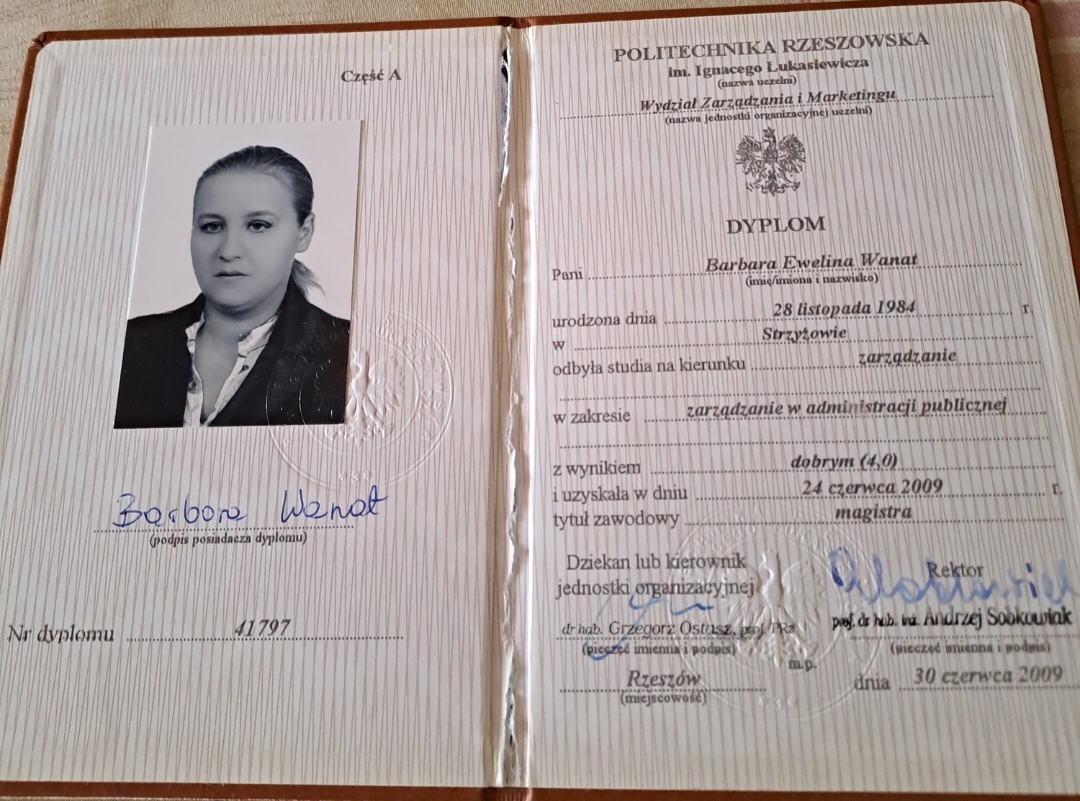 Część A
Barbara Wanat
(podpis posiadacza dyplomu)
Nr dyplomu 41797
POLITECHNIKA RZESZOWSKA
im. Ignacego Łukasiewicza
(nazwa uczelni)
Wydział Zarządzania i Marketingu
(nazwa jednostki organizacyjnej uczelni)
DYPLOM
Pani Barbara Ewelina Wanat
(imię/imiona i nazwisko)
urodzona dnia 28 listopada 1984 r.
w Strzyżowie
odbyła studia na kierunku zarządzanie
w zakresie zarządzanie w administracji publicznej
z wynikiem dobrym (4,0)
i uzyskała w dniu 24 czerwca 2009 r.
tytuł zawodowy magistra
Dziekan lub kierownik
jednostki organizacyjnej
dr hab. Grzegorz Ostasz, prof. PRz
(pieczęć imienna i podpis)
Rektor
prof. dr hab. inż. Andrzej Sobkowiak
(pieczęć imienna i podpis)
m.p.
Rzeszów
(miejscowość)
dnia 30 czerwca 2009